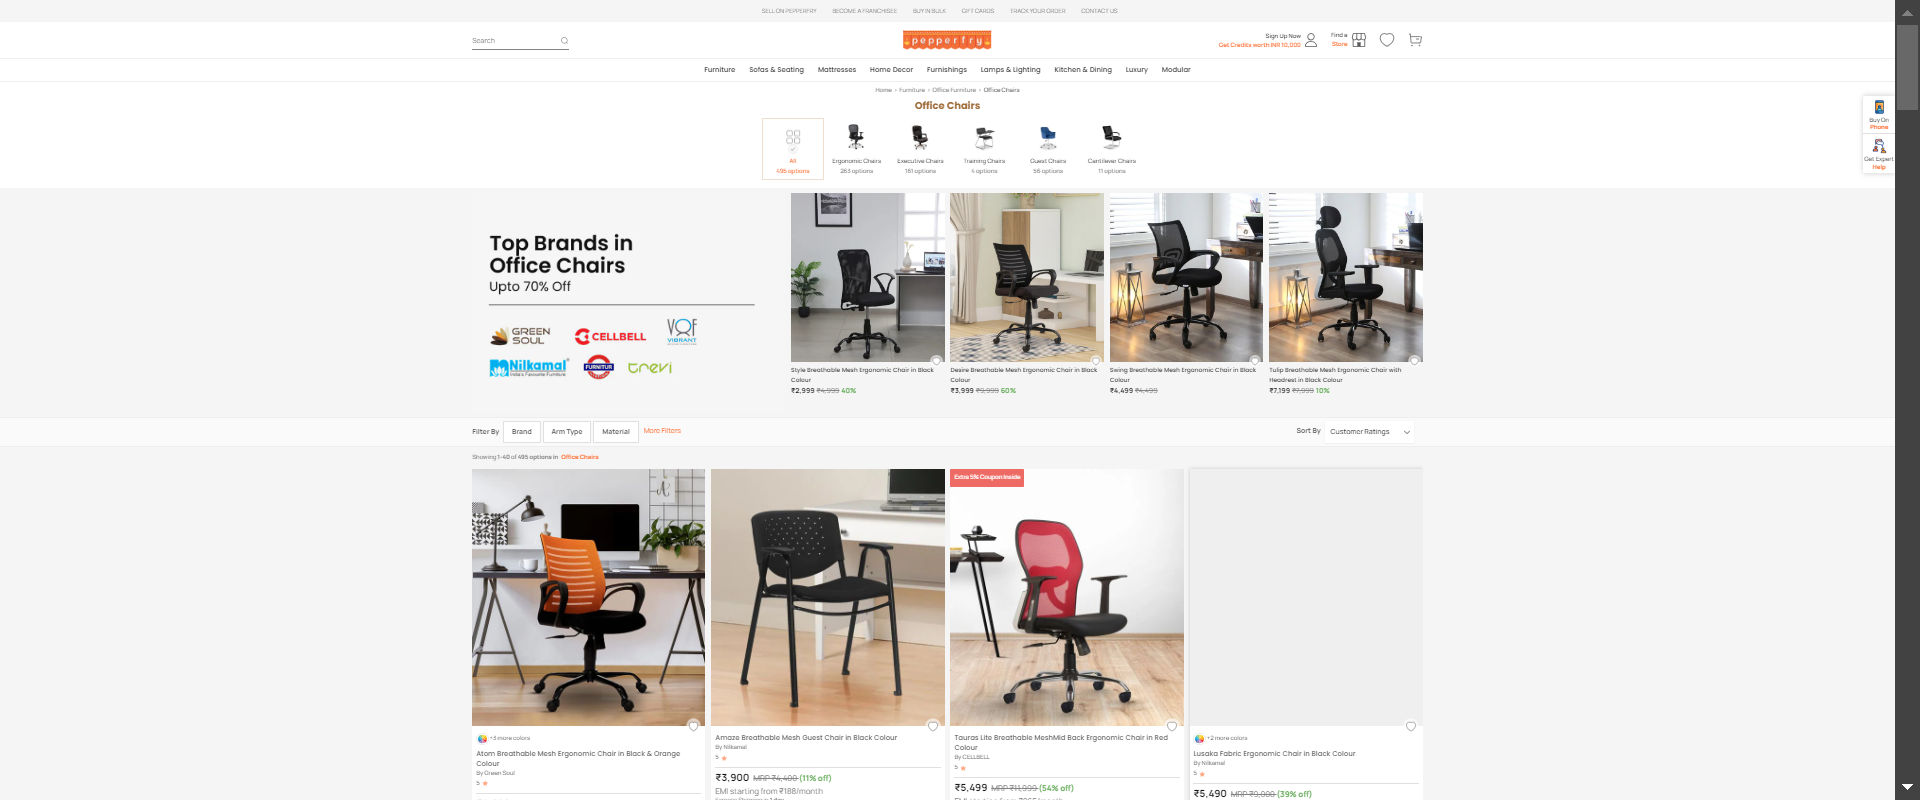 SELL ON PEPPERFRY BECOME A FRANCHISEE BUY IN BULK GIFT CARDS TRACK YOUR ORDER CONTACT US
Search
pepperfry
Sign Up Now
Get Credits worth INR 10,000
Find a
Store
Furniture Sofas & Seating Mattresses Home Decor Furnishings Lamps & Lighting Kitchen & Dining Luxury Modular
Home > Furniture > Office Furniture > Office Chairs
Office Chairs
All
496 options
Ergonomic Chairs
263 options
Executive Chairs
181 options
Training Chairs
4 options
Guest Chairs
56 options
Cantilever Chairs
11 options
Buy On
Phone
Get Expert
Help
Top Brands in
Office Chairs
Upto 70% Off
GREEN
SOUL
CELLBELL
VOF
VIBRANT
Nilkamal
India's Favourite Furniture
FURNITUR
trevi
Style Breathable Mesh Ergonomic Chair in Black
Colour
₹2,999 ₹4,999 40%
Desire Breathable Mesh Ergonomic Chair in Black
Colour
₹3,999 ₹9,999 60%
Swing Breathable Mesh Ergonomic Chair in Black
Colour
₹4,499 ₹4,499
Tulip Breathable Mesh Ergonomic Chair with
Headrest in Black Colour
₹7,199 ₹7,999 10%
Filter By Brand Arm Type Material More Filters
Sort By Customer Ratings
Showing 1-40 of 495 options in Office Chairs
+3 more colors
Atom Breathable Mesh Ergonomic Chair in Black & Orange
Colour
By Green Soul
5
Amaze Breathable Mesh Guest Chair in Black Colour
By Nilkamal
5
₹3,900 MRP ₹4,400 (11% off)
EMI starting from ₹188/month
Extra 5% Coupon Inside
Tauras Lite Breathable MeshMid Back Ergonomic Chair in Red
Colour
By CELLBELL
5
₹5,499 MRP ₹11,999 (54% off)
+2 more colors
Lusaka Fabric Ergonomic Chair in Black Colour
By Nilkamal
5
₹5,490 MRP ₹9,000 (39% off)